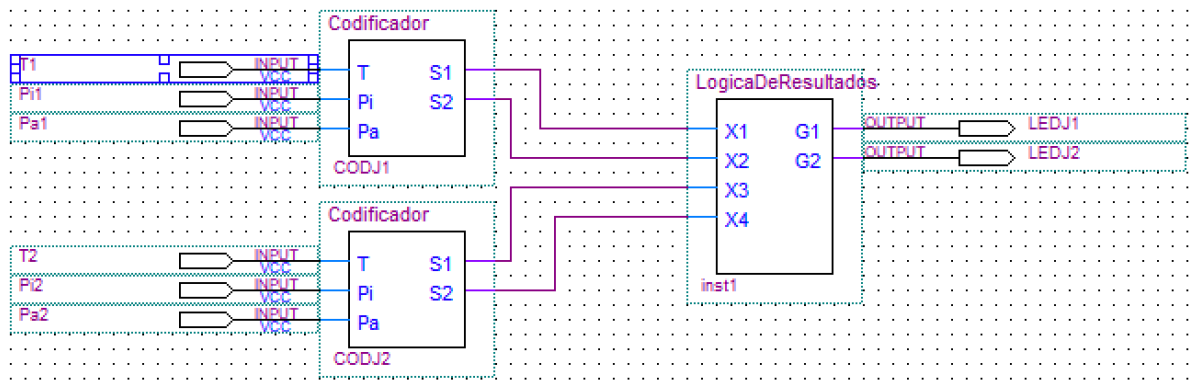 Codificador
T1 INPUT VCC
Pi1 INPUT VCC
Pa1 INPUT VCC
T S1
Pi S2
Pa
CODJ1
LogicaDeResultados
X1 G1
X2 G2
X3
X4
inst1
OUTPUT LEDJ1
OUTPUT LEDJ2
Codificador
T2 INPUT VCC
Pi2 INPUT VCC
Pa2 INPUT VCC
T S1
Pi S2
Pa
CODJ2